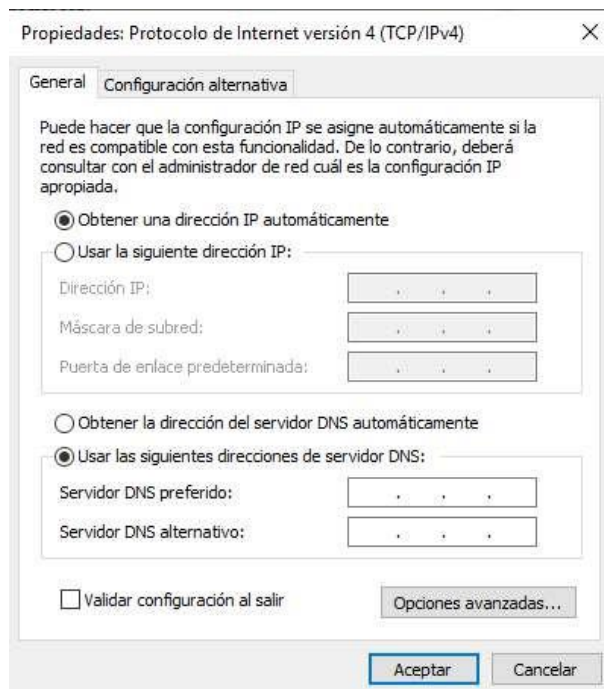 Propiedades: Protocolo de Internet versión 4 (TCP/IPv4)
General
Configuración alternativa
Puede hacer que la configuración IP se asigne automáticamente si la
red es compatible con esta funcionalidad. De lo contrario, deberá
consultar con el administrador de red cuál es la configuración IP
apropiada.
Obtener una dirección IP automáticamente
Usar la siguiente dirección IP:
Dirección IP:
Máscara de subred:
Puerta de enlace predeterminada:
Obtener la dirección del servidor DNS automáticamente
Usar las siguientes direcciones de servidor DNS:
Servidor DNS preferido:
Servidor DNS alternativo:
Validar configuración al salir
Opciones avanzadas...
Aceptar
Cancelar